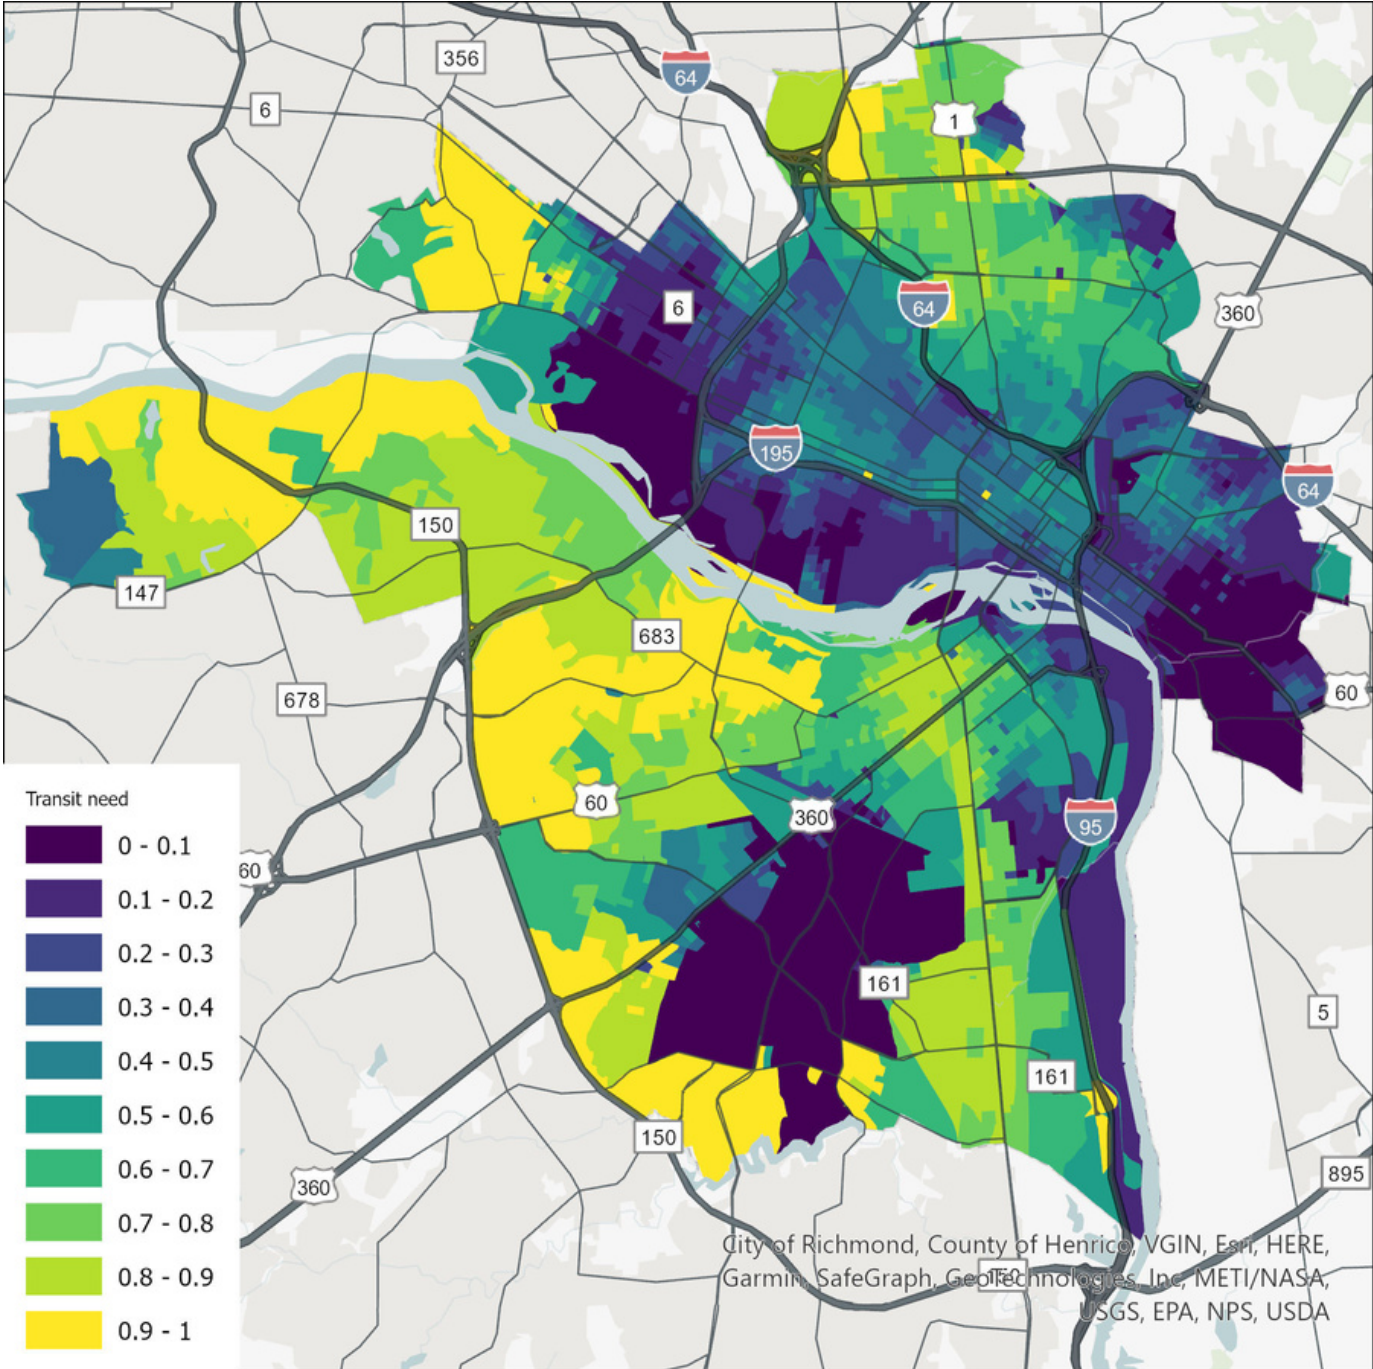 356
64
6
1
6
64
360
195
64
150
147
683
678
60
60
360
Transit need
95
0 - 0.1
60
0.1 - 0.2
0.2 - 0.3
161
0.3 - 0.4
5
0.4 - 0.5
161
0.5 - 0.6
150
0.6 - 0.7
895
360
0.7 - 0.8
City of Richmond, County of Henrico, VGIN, Esri, HERE,
0.8 - 0.9
150
Garmin, SafeGraph, GeoTechnologies, Inc, METI/NASA,
USGS, EPA, NPS, USDA
0.9 - 1